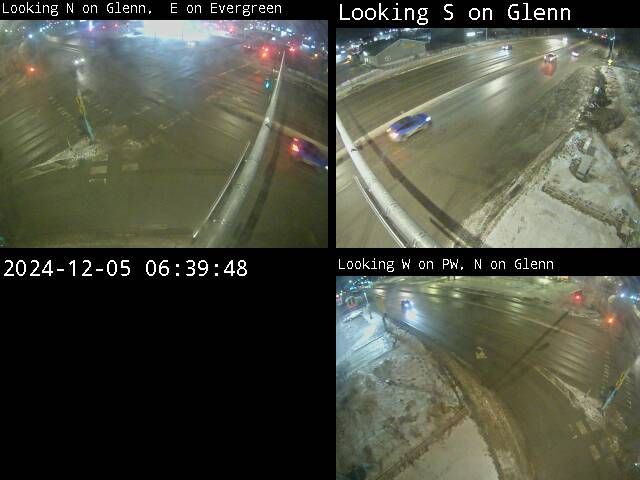 Looking N on Glenn,  E on Evergreen
Looking S on Glenn
2024-12-05 06:39:48
Looking W on PW, N on Glenn